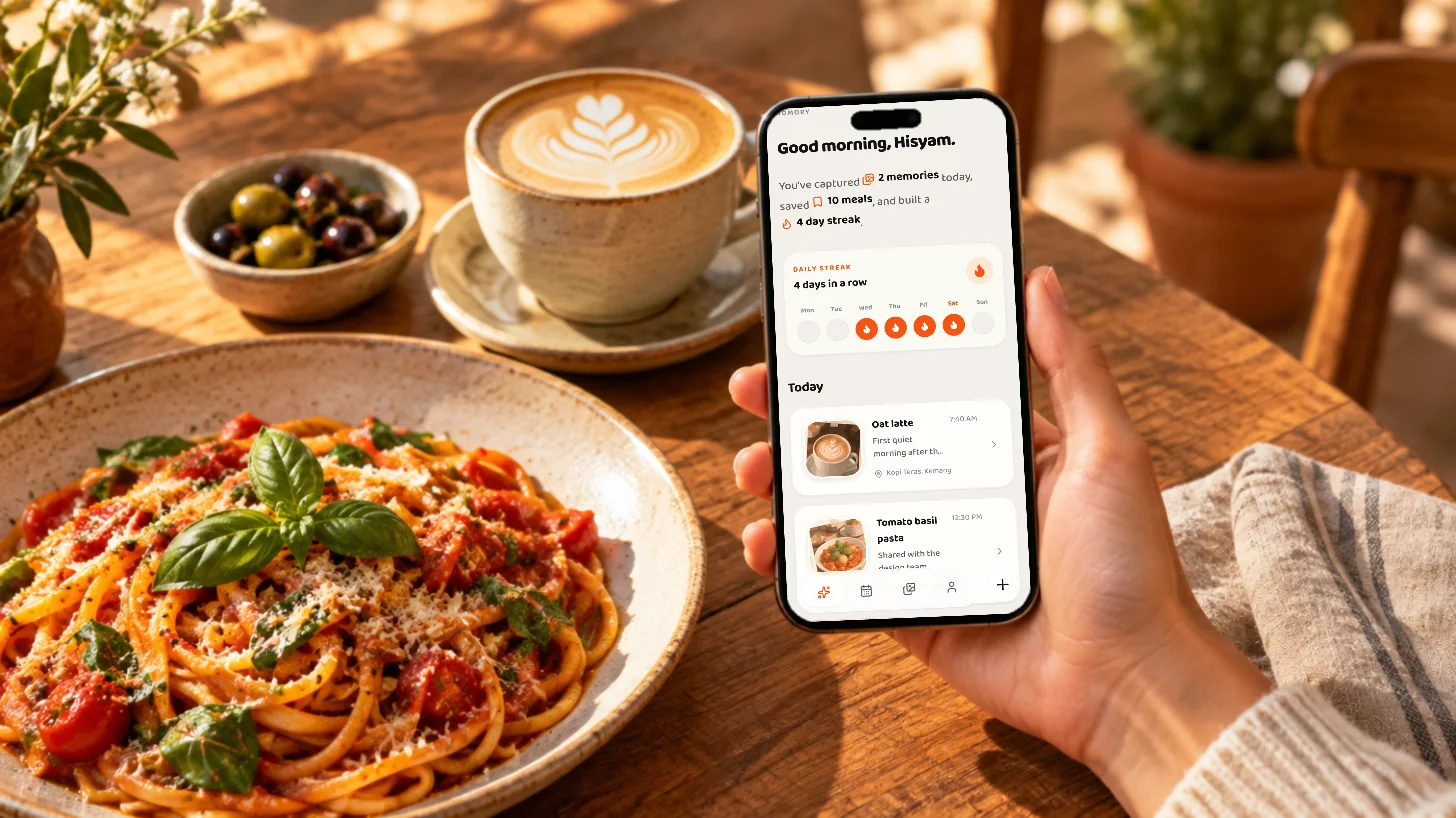 Good morning, Hisyam.
You've captured 2 memories today,
saved 10 meals, and built a
4 day streak.
DAILY STREAK
4 days in a row
Mon Tue Wed Thu Fri Sat Sun
Today
Oat latte 7:40 AM
First quiet
morning after th...
Kopi Teras, Kemang
Tomato basil 12:30 PM
pasta
Shared with the
design team